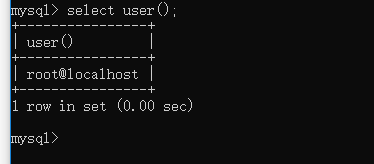 mysql> select user();
+----------------+
| user()         |
+----------------+
| root@localhost |
+----------------+
1 row in set (0.00 sec)
mysql>